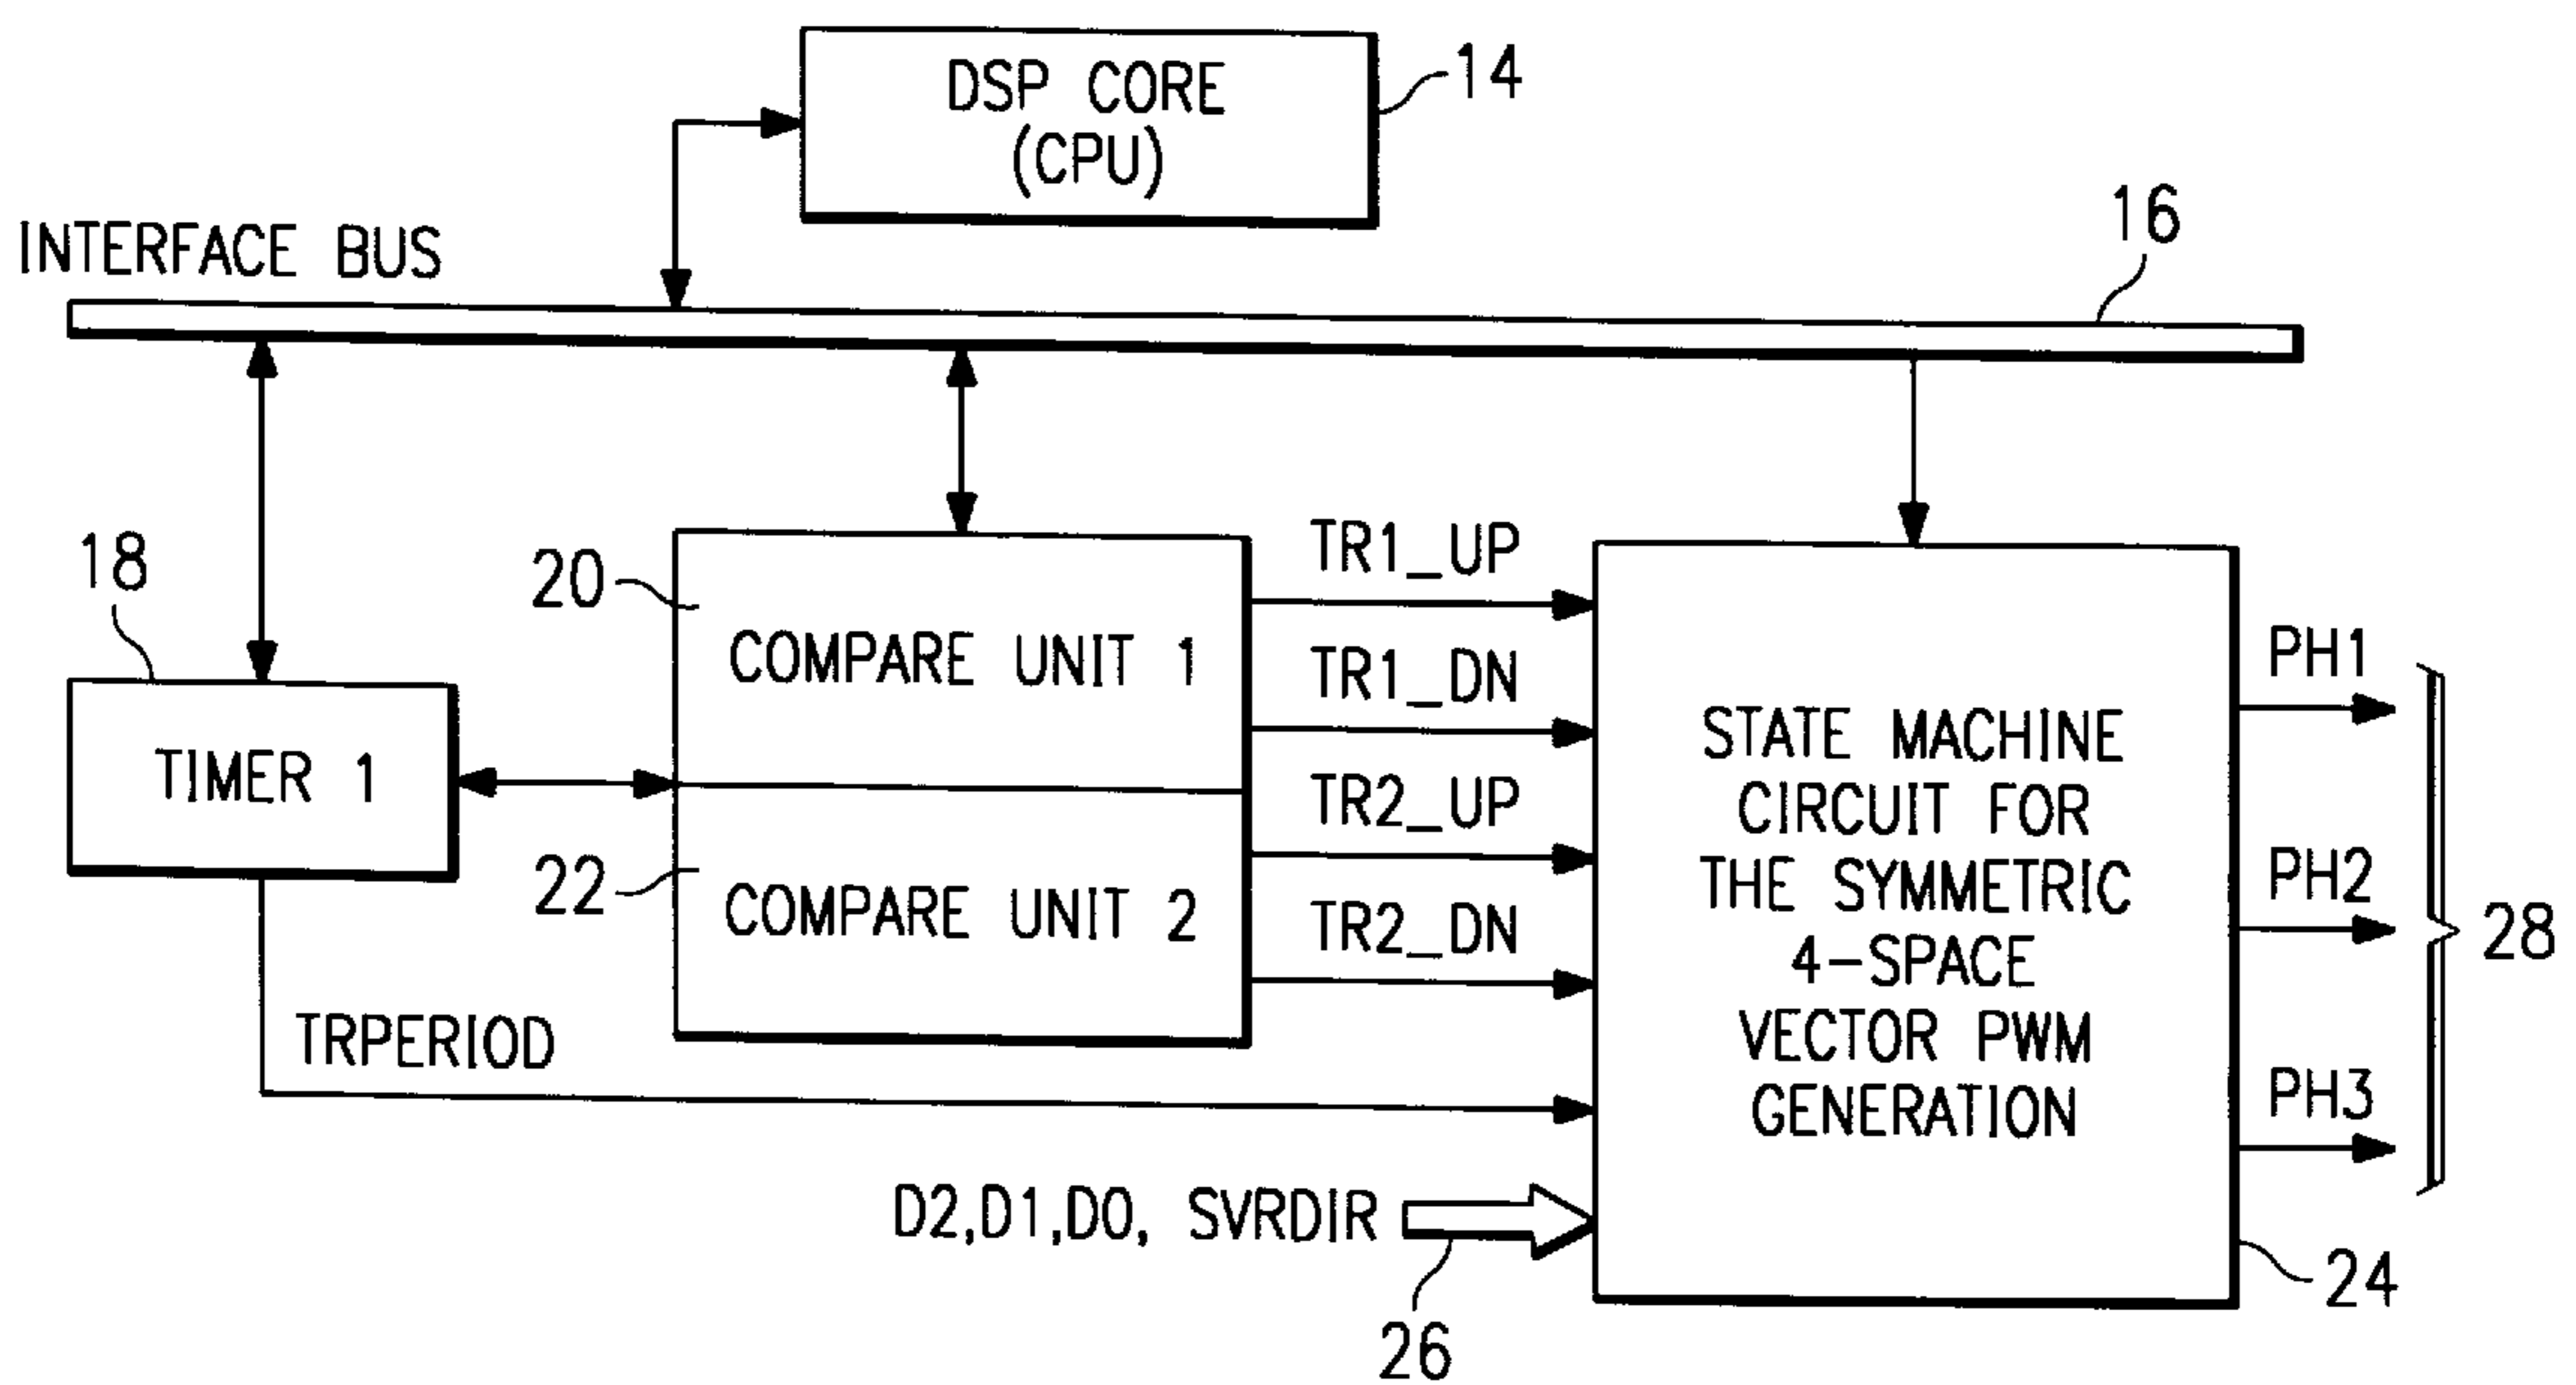 DSP CORE
(CPU)
14
16
INTERFACE BUS
18
20
COMPARE UNIT 1
TR1_UP
TR1_DN
TIMER 1
22
COMPARE UNIT 2
TR2_UP
TR2_DN
TRPERIOD
STATE MACHINE
CIRCUIT FOR
THE SYMMETRIC
4-SPACE
VECTOR PWM
GENERATION
PH1
PH2
PH3
28
D2,D1,D0, SVRDIR
26
24